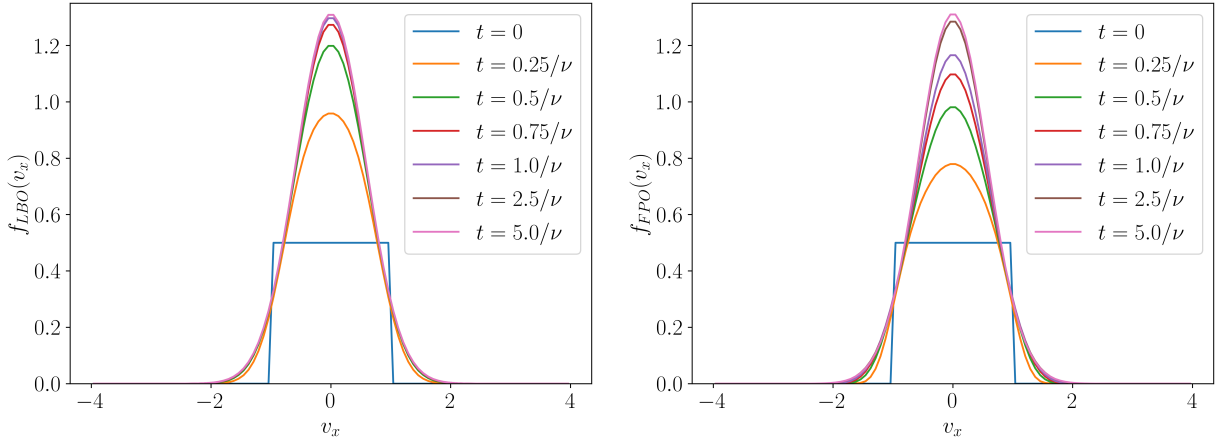 f_{LBO}(v_x)
1.2
1.0
0.8
0.6
0.4
0.2
0.0
−4
−2
0
2
4
v_x
t = 0
t = 0.25/ν
t = 0.5/ν
t = 0.75/ν
t = 1.0/ν
t = 2.5/ν
t = 5.0/ν
f_{FPO}(v_x)
1.2
1.0
0.8
0.6
0.4
0.2
0.0
−4
−2
0
2
4
v_x
t = 0
t = 0.25/ν
t = 0.5/ν
t = 0.75/ν
t = 1.0/ν
t = 2.5/ν
t = 5.0/ν